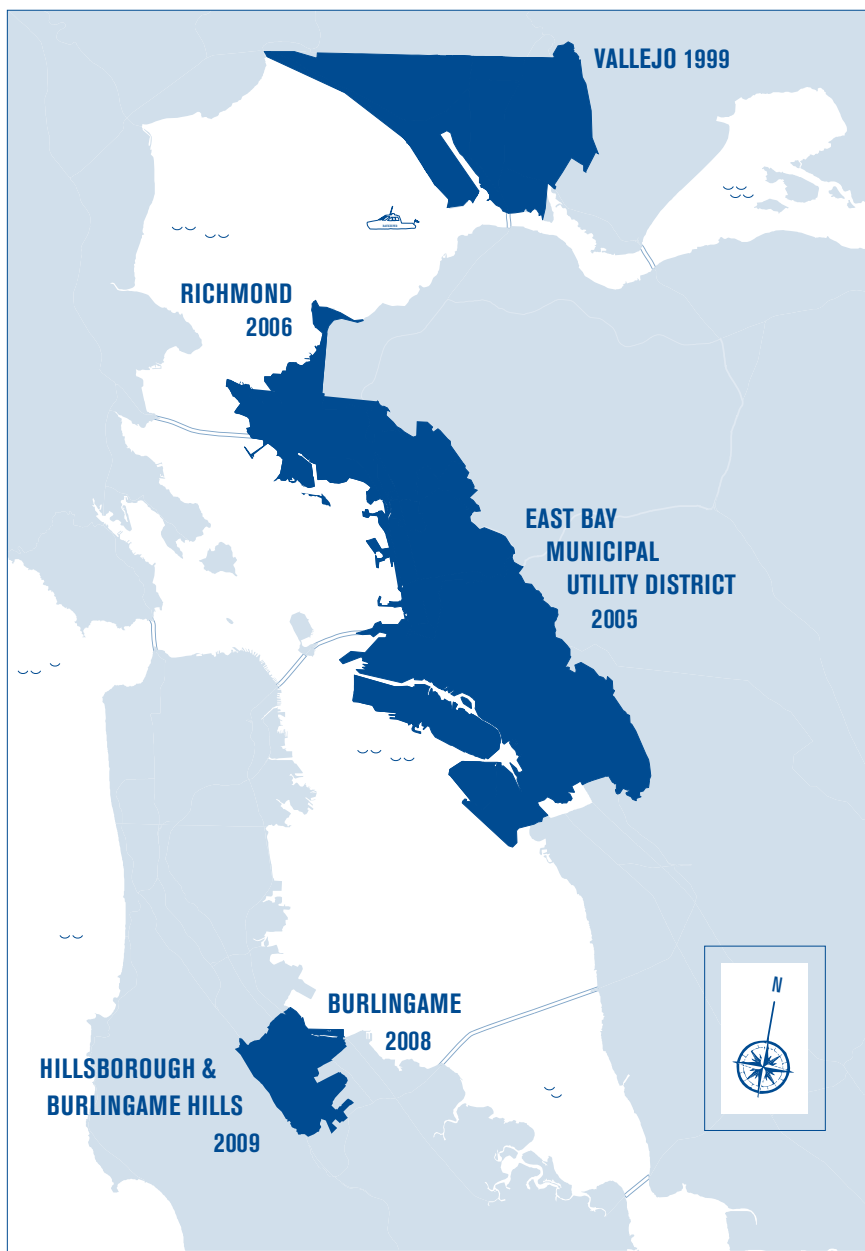 VALLEJO 1999
RICHMOND
2006
EAST BAY
MUNICIPAL
UTILITY DISTRICT
2005
BURLINGAME
2008
HILLSBOROUGH &
BURLINGAME HILLS
2009
N